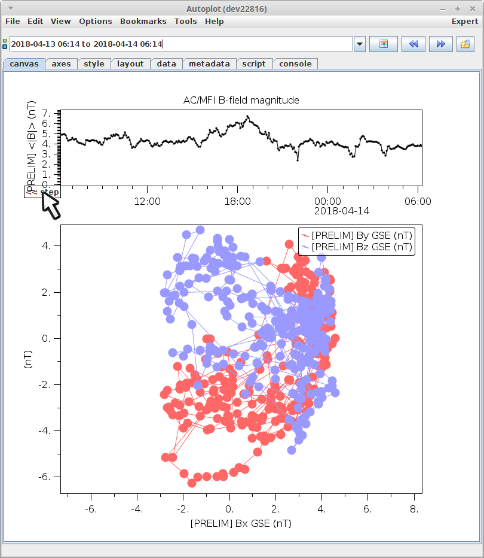 Autoplot (dev22816)
File Edit View Options Bookmarks Tools Help Expert
2018-04-13 06:14 to 2018-04-14 06:14
canvas axes style layout data metadata script console
AC/MFI B-field magnitude
[PRELIM] <|B|> (nT)
7.
6.
5.
4.
3.
2.
1.
0.
step
12:00 18:00 00:00 06:00
2018-04-14
[PRELIM] By GSE (nT)
[PRELIM] Bz GSE (nT)
(nT)
4.
2.
0.
-2.
-4.
-6.
-6. -4. -2. 0. 2. 4. 6. 8.
[PRELIM] Bx GSE (nT)